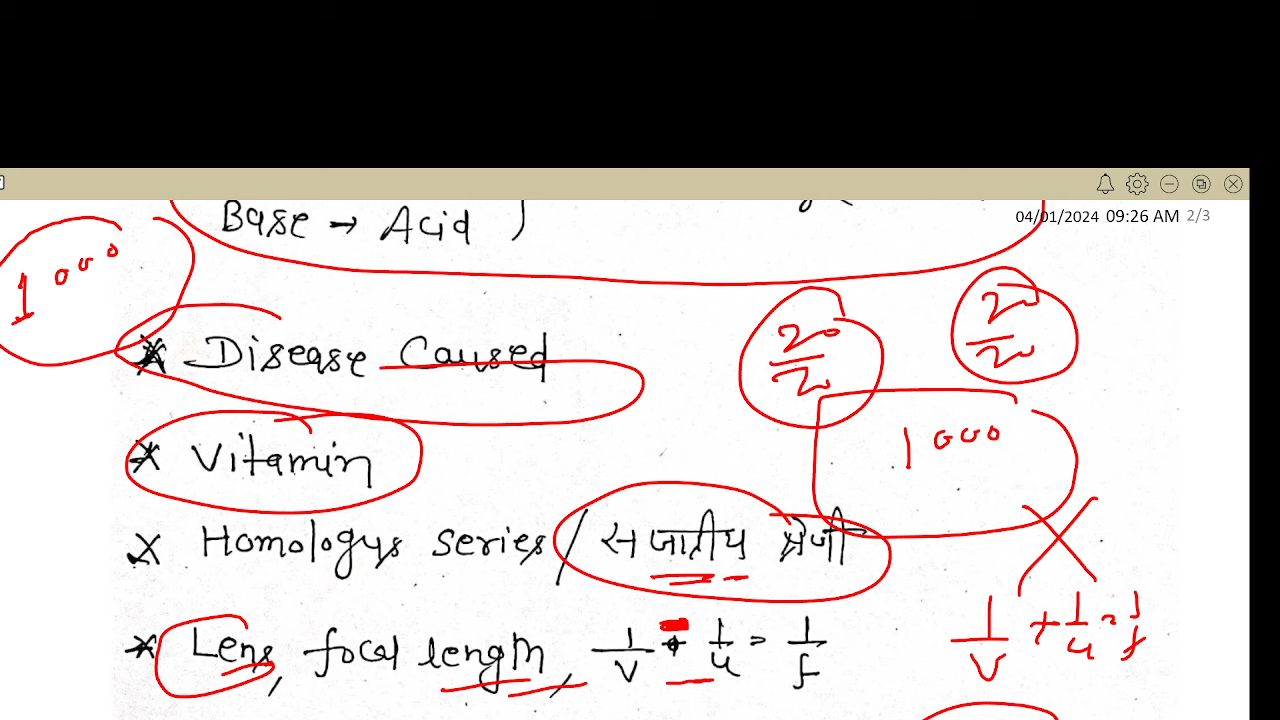 04/01/2024 09:26 AM 2/3
Base → Acid )
1000
20/20
20/20
* Disease Caused
1000
* Vitamin
* Homologus series / सजातीय श्रेणी
* Lens, focal length, 1/v + 1/u = 1/f
1/v + 1/u = 1/f